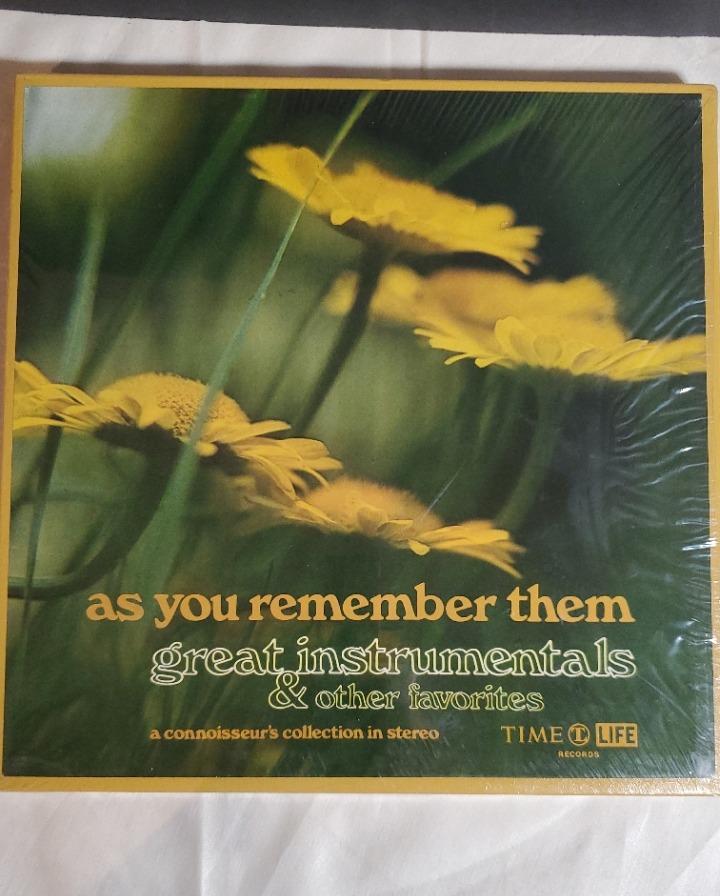 as you remember them
great instrumentals
& other favorites
a connoisseur's collection in stereo
TIME LIFE
RECORDS